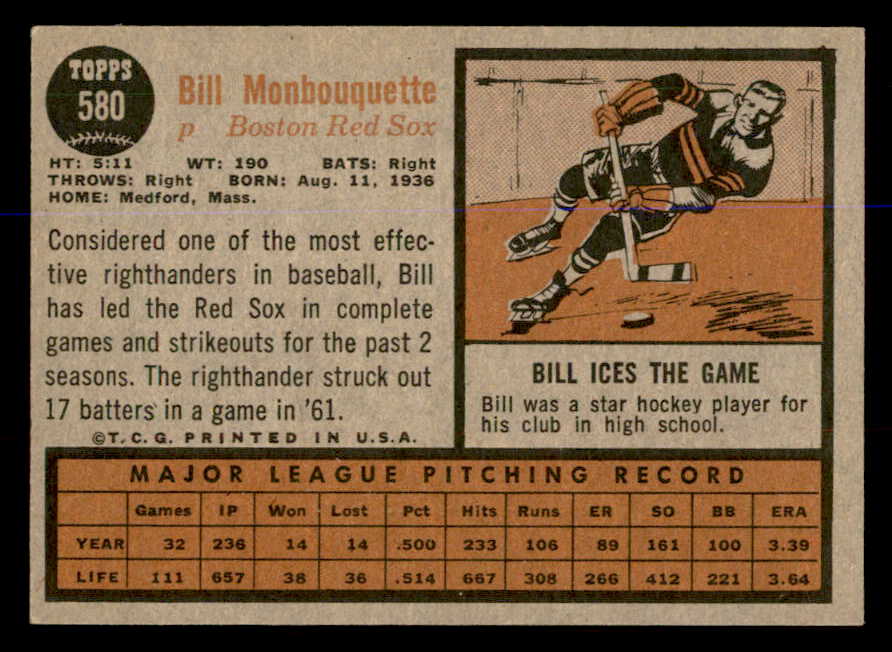 TOPPS
580
Bill Monbouquette
p Boston Red Sox
HT: 5:11 WT: 190 BATS: Right
THROWS: Right BORN: Aug. 11, 1936
HOME: Medford, Mass.
Considered one of the most effec-
tive righthanders in baseball, Bill
has led the Red Sox in complete
games and strikeouts for the past 2
seasons. The righthander struck out
17 batters in a game in '61.
©T.C.G. PRINTED IN U.S.A.
BILL ICES THE GAME
Bill was a star hockey player for
his club in high school.
MAJOR LEAGUE PITCHING RECORD
Games IP Won Lost Pct Hits Runs ER SO BB ERA
YEAR 32 236 14 14 .500 233 106 89 161 100 3.39
LIFE 111 657 38 36 .514 667 308 266 412 221 3.64